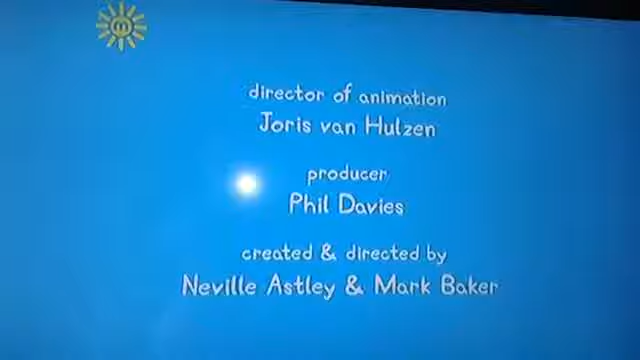 director of animation
Joris van Hulzen
producer
Phil Davies
created & directed by
Neville Astley & Mark Baker